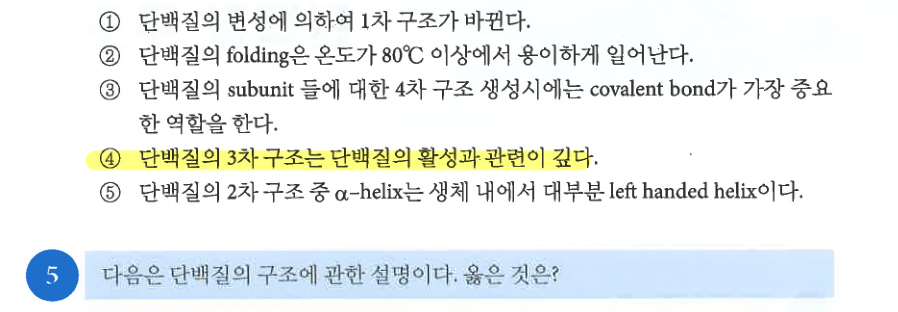 ① 단백질의 변성에 의하여 1차 구조가 바뀐다.
② 단백질의 folding은 온도가 80℃ 이상에서 용이하게 일어난다.
③ 단백질의 subunit 들에 대한 4차 구조 생성시에는 covalent bond가 가장 중요
한 역할을 한다.
④ 단백질의 3차 구조는 단백질의 활성과 관련이 깊다.
⑤ 단백질의 2차 구조 중 α-helix는 생체 내에서 대부분 left handed helix이다.
5 다음은 단백질의 구조에 관한 설명이다. 옳은 것은?